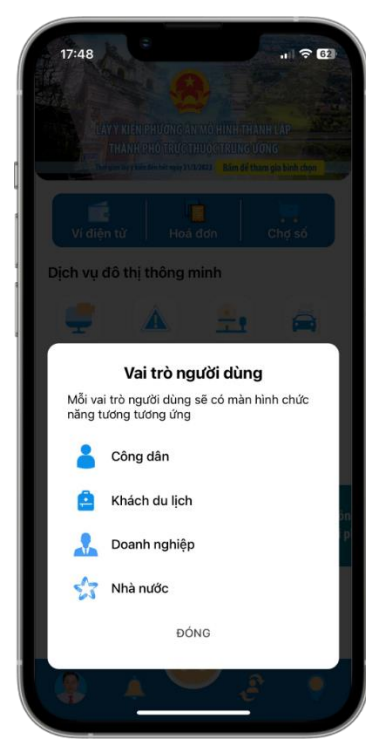 17:48
62
LẤY Ý KIẾN PHƯƠNG ÁN MÔ HÌNH THÀNH LẬP
THÀNH PHỐ TRỰC THUỘC TRUNG ƯƠNG
Bấm để tham gia bình chọn
Ví điện tử
Hoá đơn
Chợ số
Dịch vụ đô thị thông minh
Vai trò người dùng
Mỗi vai trò người dùng sẽ có màn hình chức
năng tương tương ứng
Công dân
Khách du lịch
Doanh nghiệp
Nhà nước
ĐÓNG